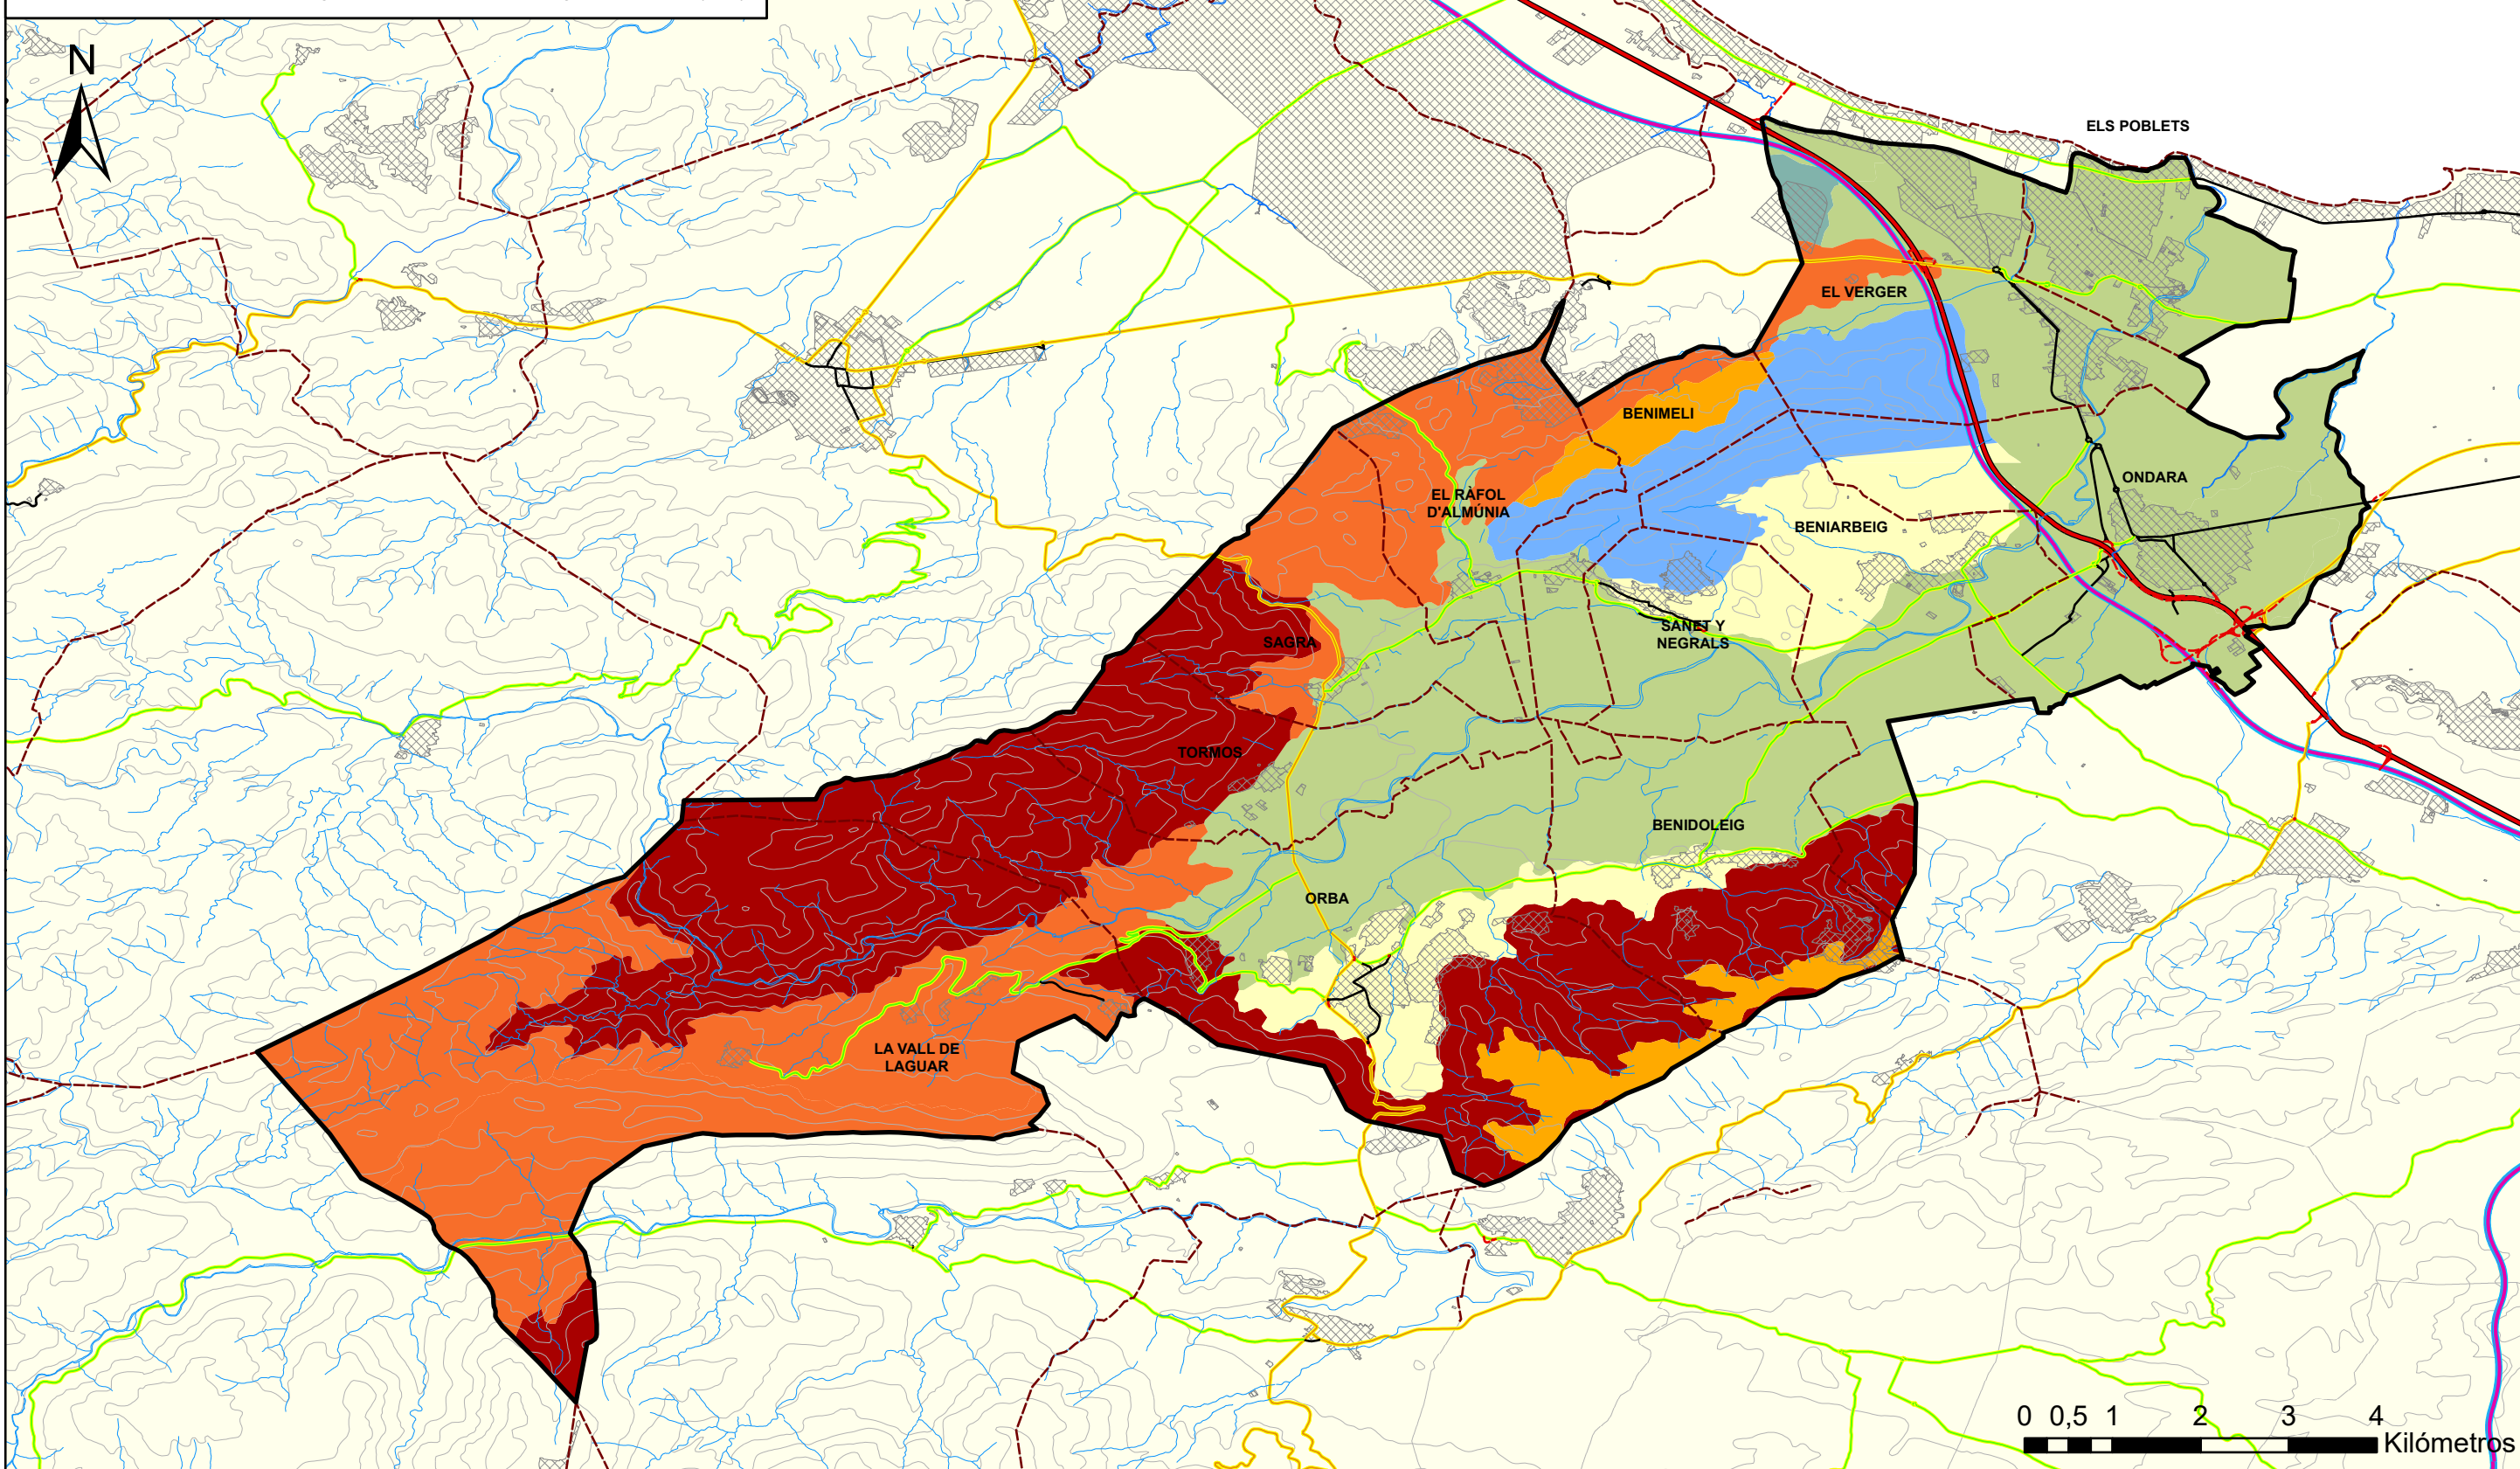 N
ELS POBLETS
EL VERGER
BENIMELI
EL RÀFOL
D'ALMÚNIA
ONDARA
BENIARBEIG
SANET Y
NEGRALS
SAGRA
TORMOS
BENIDOLEIG
ORBA
LA VALL DE
LAGUAR
0 0,5 1 2 3 4
Kilómetros